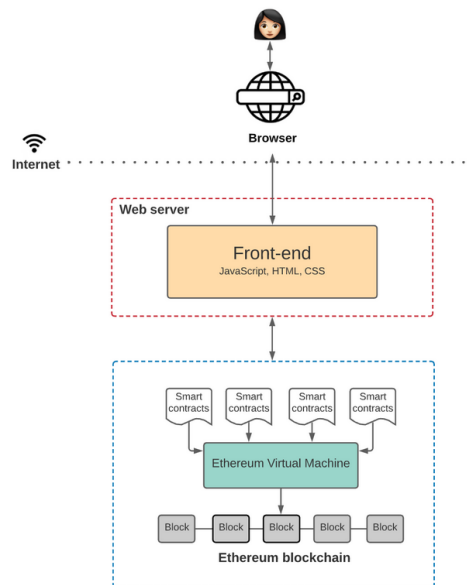 Browser
Internet
Web server
Front-end
JavaScript, HTML, CSS
Smart
contracts
Smart
contracts
Smart
contracts
Smart
contracts
Ethereum Virtual Machine
Block
Block
Block
Block
Block
Ethereum blockchain